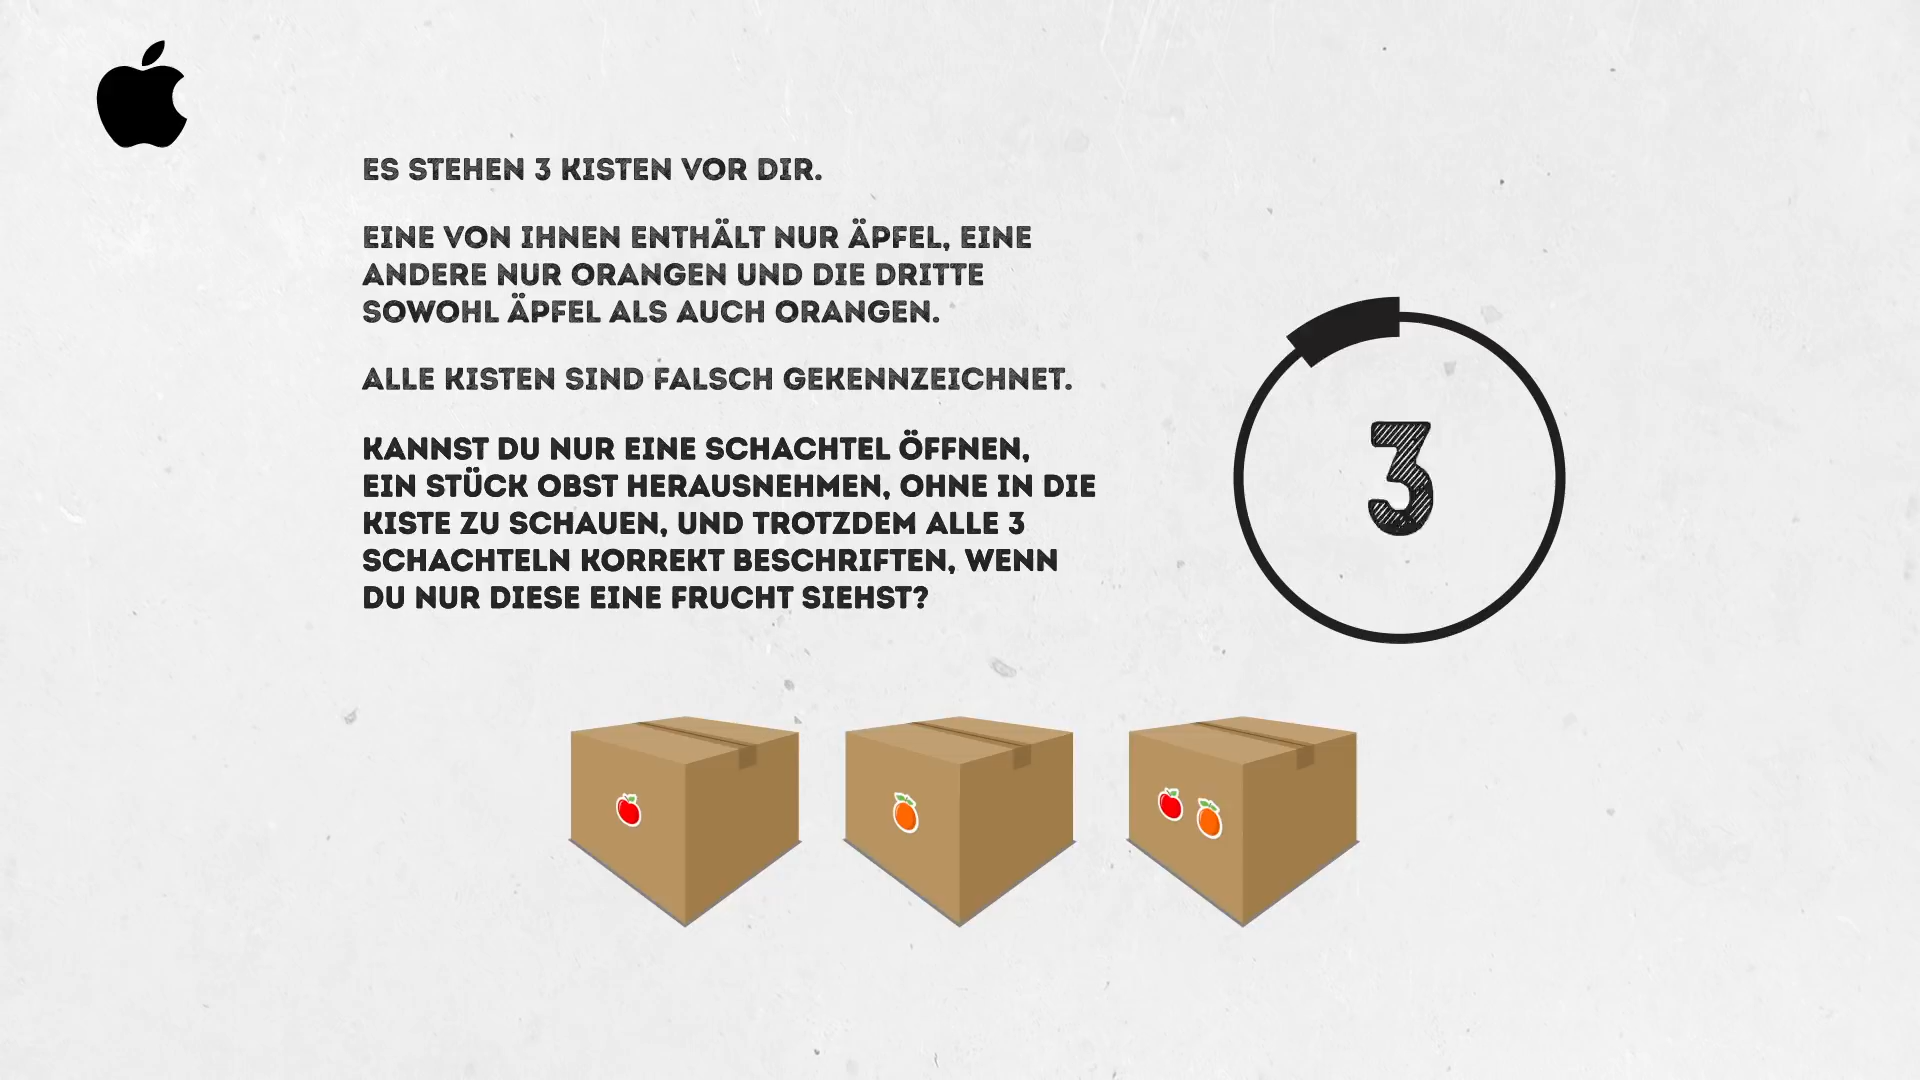 ES STEHEN 3 KISTEN VOR DIR.
EINE VON IHNEN ENTHÄLT NUR ÄPFEL, EINE
ANDERE NUR ORANGEN UND DIE DRITTE
SOWOHL ÄPFEL ALS AUCH ORANGEN.
ALLE KISTEN SIND FALSCH GEKENNZEICHNET.
KANNST DU NUR EINE SCHACHTEL ÖFFNEN,
EIN STÜCK OBST HERAUSNEHMEN, OHNE IN DIE
KISTE ZU SCHAUEN, UND TROTZDEM ALLE 3
SCHACHTELN KORREKT BESCHRIFTEN, WENN
DU NUR DIESE EINE FRUCHT SIEHST?
3